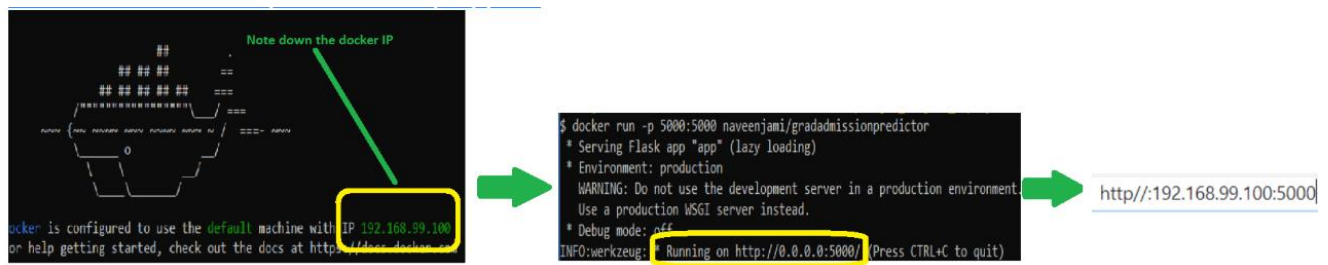 Note down the docker IP
ocker is configured to use the default machine with IP 192.168.99.100
or help getting started, check out the docs at https://docs.docker.com
$ docker run -p 5000:5000 naveenjami/gradadmissionpredictor
* Serving Flask app "app" (lazy loading)
* Environment: production
WARNING: Do not use the development server in a production environment.
Use a production WSGI server instead.
* Debug mode: off
INFO:werkzeug: * Running on http://0.0.0.0:5000/ (Press CTRL+C to quit)
http//:192.168.99.100:5000